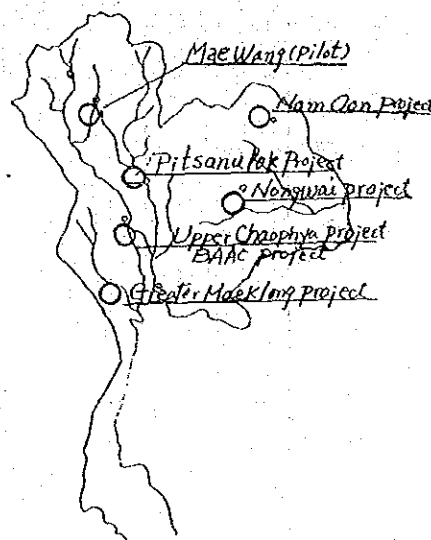 Mae Wang (Pilot)
Nam Oon Project
Pitsanulok Project
Nongwai project
Upper Chaophya project
BAAC project
Greater Maeklong project